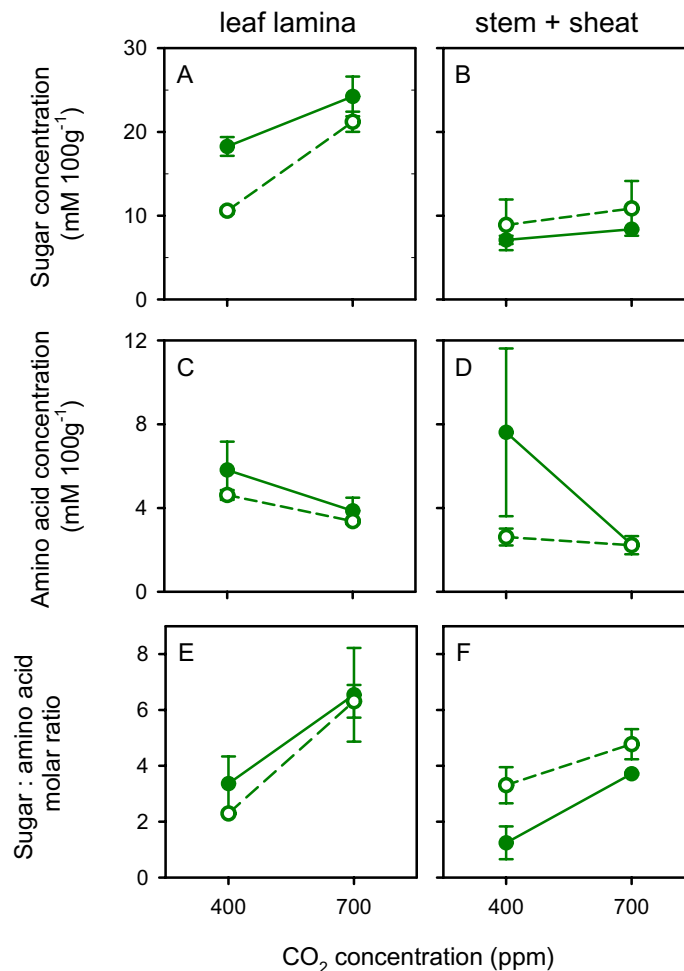 leaf lamina stem + sheat
Sugar concentration
(mM 100g⁻¹)
30
20
10
0
A
B
Amino acid concentration
(mM 100g⁻¹)
12
8
4
0
C
D
Sugar : amino acid
molar ratio
8
6
4
2
0
E
F
400 700 400 700
CO₂ concentration (ppm)